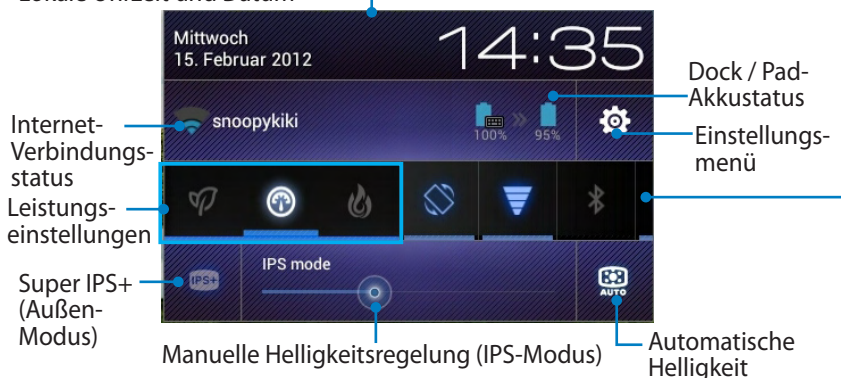 Lokale Uhrzeit und Datum
Mittwoch
15. Februar 2012
14:35
Dock / Pad-
Akkustatus
snoopykiki
100%
95%
Internet-
Verbindungs-
status
Einstellungs-
menü
Leistungs-
einstellungen
IPS+
IPS mode
AUTO
Super IPS+
(Außen-
Modus)
Manuelle Helligkeitsregelung (IPS-Modus)
Automatische
Helligkeit